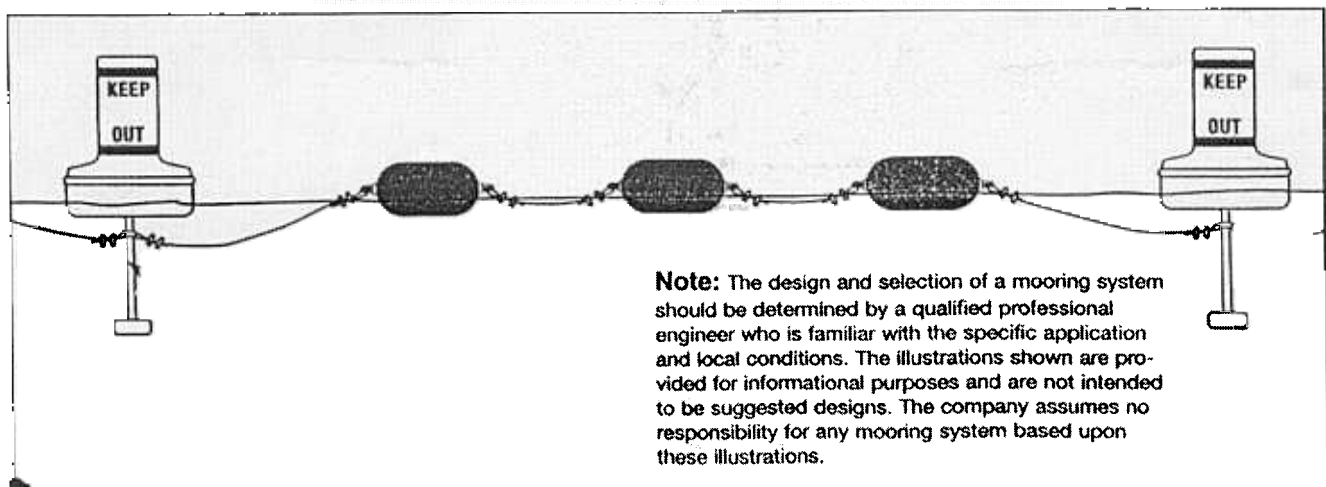 KEEP
OUT
KEEP
OUT
Note: The design and selection of a mooring system
should be determined by a qualified professional
engineer who is familiar with the specific application
and local conditions. The illustrations shown are pro-
vided for informational purposes and are not intended
to be suggested designs. The company assumes no
responsibility for any mooring system based upon
these illustrations.